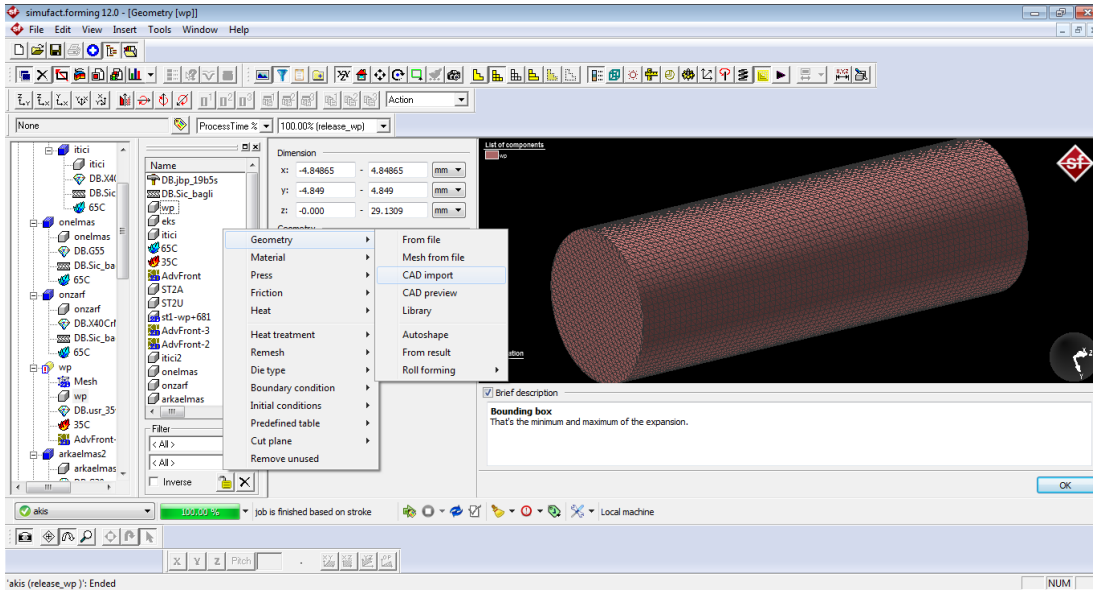 simufact.forming 12.0 - [Geometry [wp]]
File Edit View Insert Tools Window Help
Action
None
ProcessTime %
100.00% (release_wp)
itici
itici
DB.X40
DB.Sic
65C
onelmas
onelmas
DB.G55
DB.Sic_ba
65C
onzarf
onzarf
DB.X40Crl
DB.Sic_ba
65C
wp
Mesh
wp
DB.usr_35
35C
AdvFront-
arkaelmas2
arkaelmas
Name
DB.jbp_19b5s
DB.Sic_bagli
wp
eks
itici
65C
35C
AdvFront
ST2A
ST2U
st1-wp+681
AdvFront-3
AdvFront-2
itici2
onelmas
onzarf
arkaelmas
Filter
< All >
< All >
Inverse
Dimension
x: -4.84865 - 4.84865 mm
y: -4.849 - 4.849 mm
z: -0.000 - 29.1309 mm
Geometry
Material
Press
Friction
Heat
Heat treatment
Remesh
Die type
Boundary condition
Initial conditions
Predefined table
Cut plane
Remove unused
From file
Mesh from file
CAD import
CAD preview
Library
Autoshape
From result
Roll forming
List of components
wp
sf
Z
Y
Brief description
Bounding box
That's the minimum and maximum of the expansion.
OK
akis
100.00 %
job is finished based on stroke
Local machine
X Y Z Pitch
'akis (release_wp )': Ended
NUM